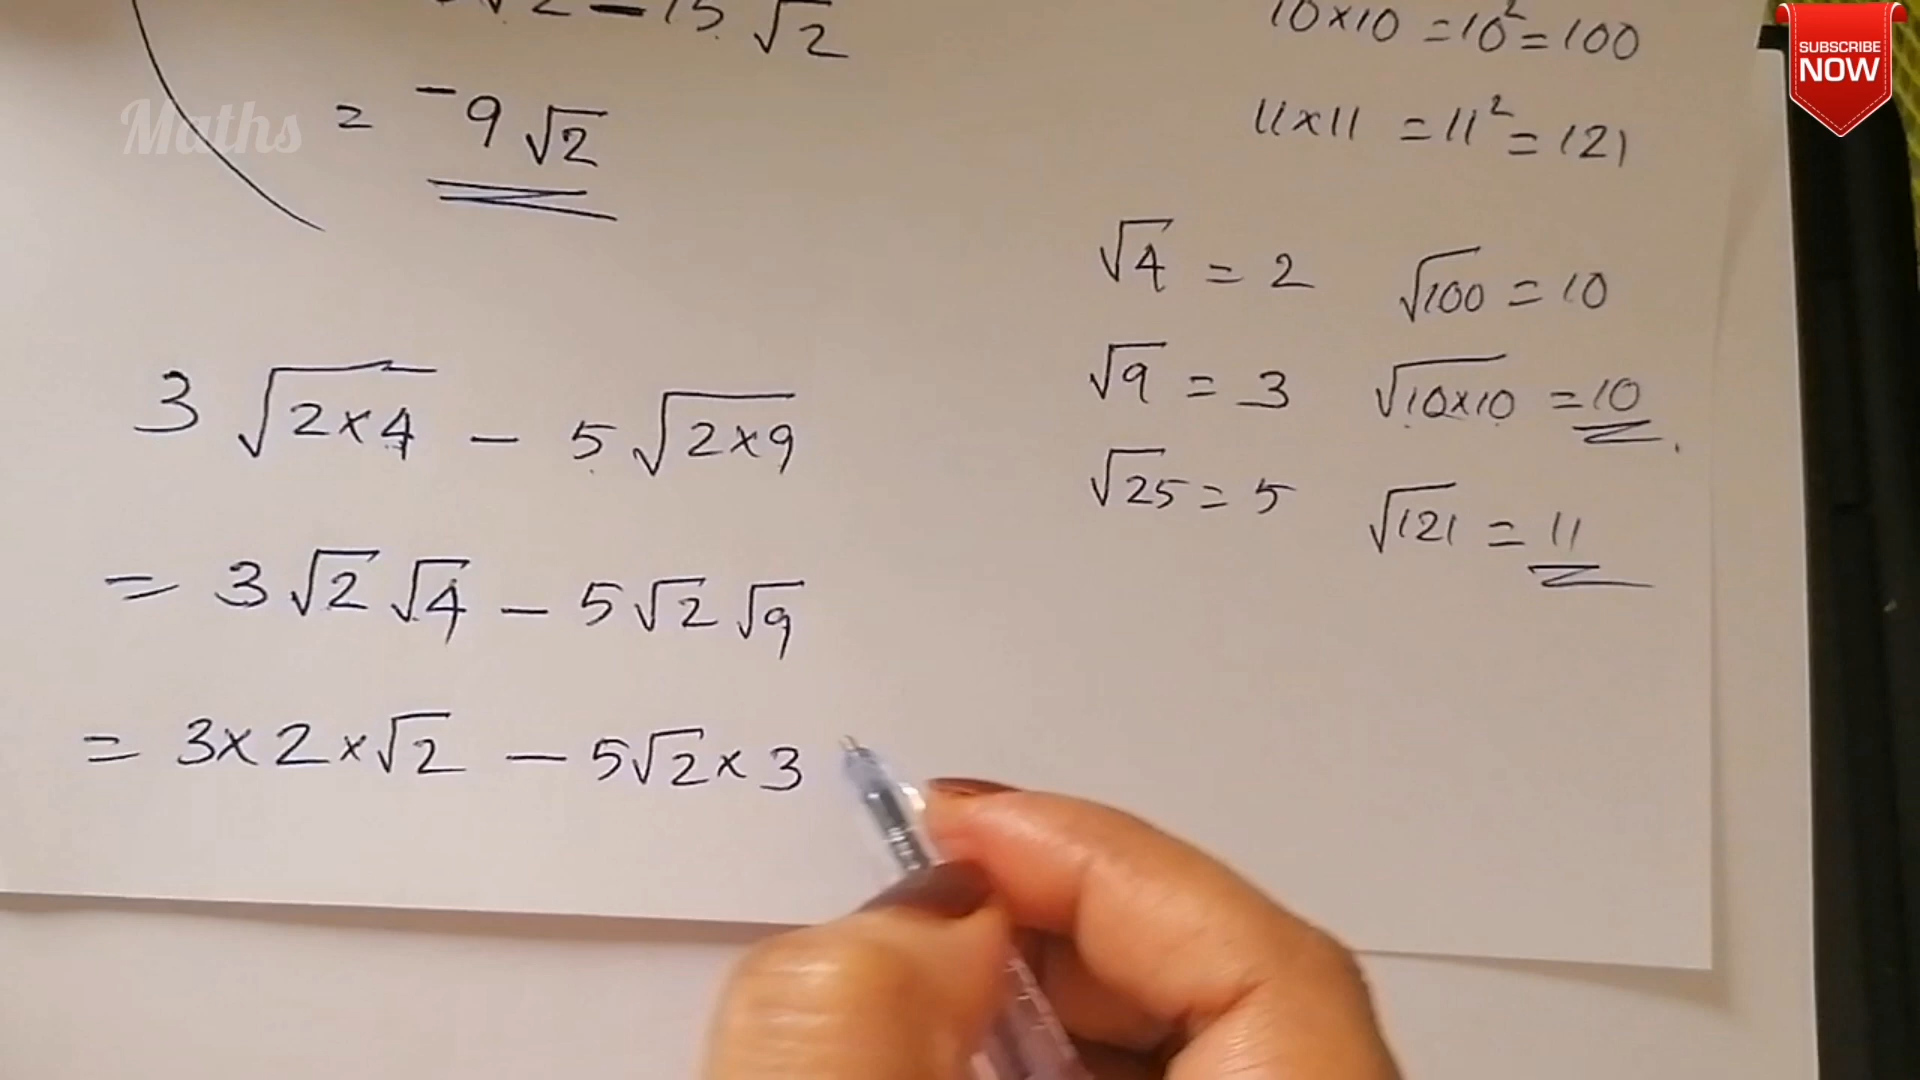 √2 - 15 √2
= -9 √2
Maths
3 √2×4 - 5 √2×9
= 3 √2 √4 - 5 √2 √9
= 3 × 2 × √2 - 5 √2 × 3
10×10 = 10² = 100
11×11 = 11² = 121
√4 = 2 √100 = 10
√9 = 3 √10×10 = 10
√25 = 5 √121 = 11
SUBSCRIBE
NOW